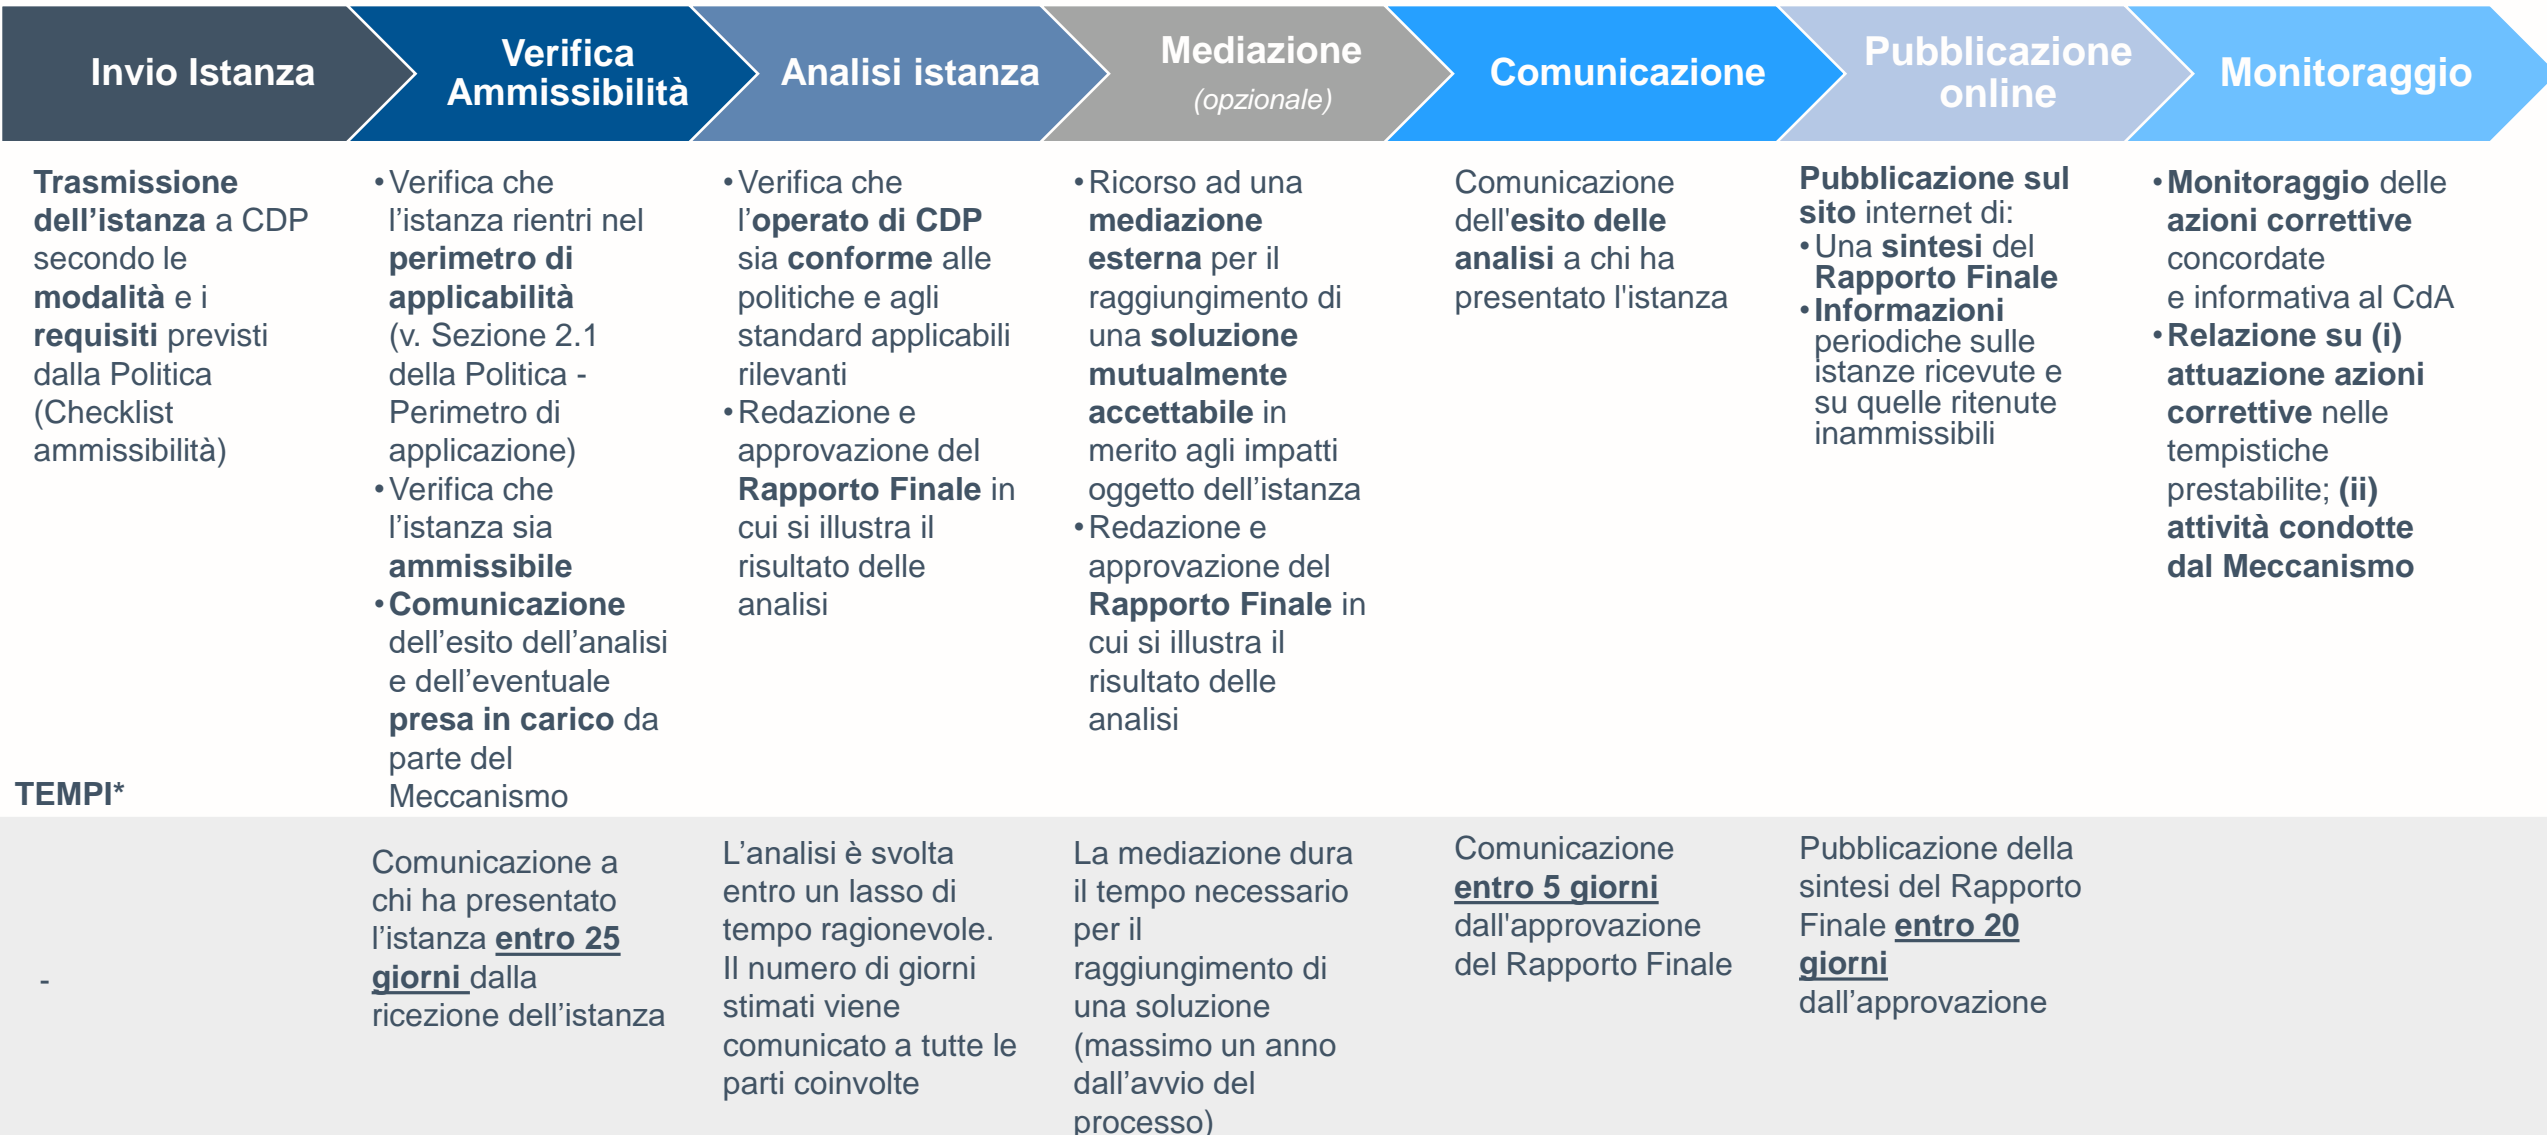 Invio Istanza
Verifica
Ammissibilità
Analisi istanza
Mediazione
(opzionale)
Comunicazione
Pubblicazione
online
Monitoraggio
Trasmissione
dell’istanza a CDP
secondo le
modalità e i
requisiti previsti
dalla Politica
(Checklist
ammissibilità)
•Verifica che
l’istanza rientri nel
perimetro di
applicabilità
(v. Sezione 2.1
della Politica -
Perimetro di
applicazione)
•Verifica che
l’istanza sia
ammissibile
•Comunicazione
dell’esito dell’analisi
e dell’eventuale
presa in carico da
parte del
Meccanismo
•Verifica che
l’operato di CDP
sia conforme alle
politiche e agli
standard applicabili
rilevanti
•Redazione e
approvazione del
Rapporto Finale in
cui si illustra il
risultato delle
analisi
•Ricorso ad una
mediazione
esterna per il
raggiungimento di
una soluzione
mutualmente
accettabile in
merito agli impatti
oggetto dell’istanza
•Redazione e
approvazione del
Rapporto Finale in
cui si illustra il
risultato delle
analisi
Comunicazione
dell'esito delle
analisi a chi ha
presentato l'istanza
Pubblicazione sul
sito internet di:
•Una sintesi del
Rapporto Finale
•Informazioni
periodiche sulle
istanze ricevute e
su quelle ritenute
inammissibili
•Monitoraggio delle
azioni correttive
concordate
e informativa al CdA
•Relazione su (i)
attuazione azioni
correttive nelle
tempistiche
prestabilite; (ii)
attività condotte
dal Meccanismo
TEMPI*
-
Comunicazione a
chi ha presentato
l’istanza entro 25
giorni dalla
ricezione dell’istanza
L’analisi è svolta
entro un lasso di
tempo ragionevole.
Il numero di giorni
stimati viene
comunicato a tutte le
parti coinvolte
La mediazione dura
il tempo necessario
per il
raggiungimento di
una soluzione
(massimo un anno
dall’avvio del
processo)
Comunicazione
entro 5 giorni
dall'approvazione
del Rapporto Finale
Pubblicazione della
sintesi del Rapporto
Finale entro 20
giorni
dall’approvazione